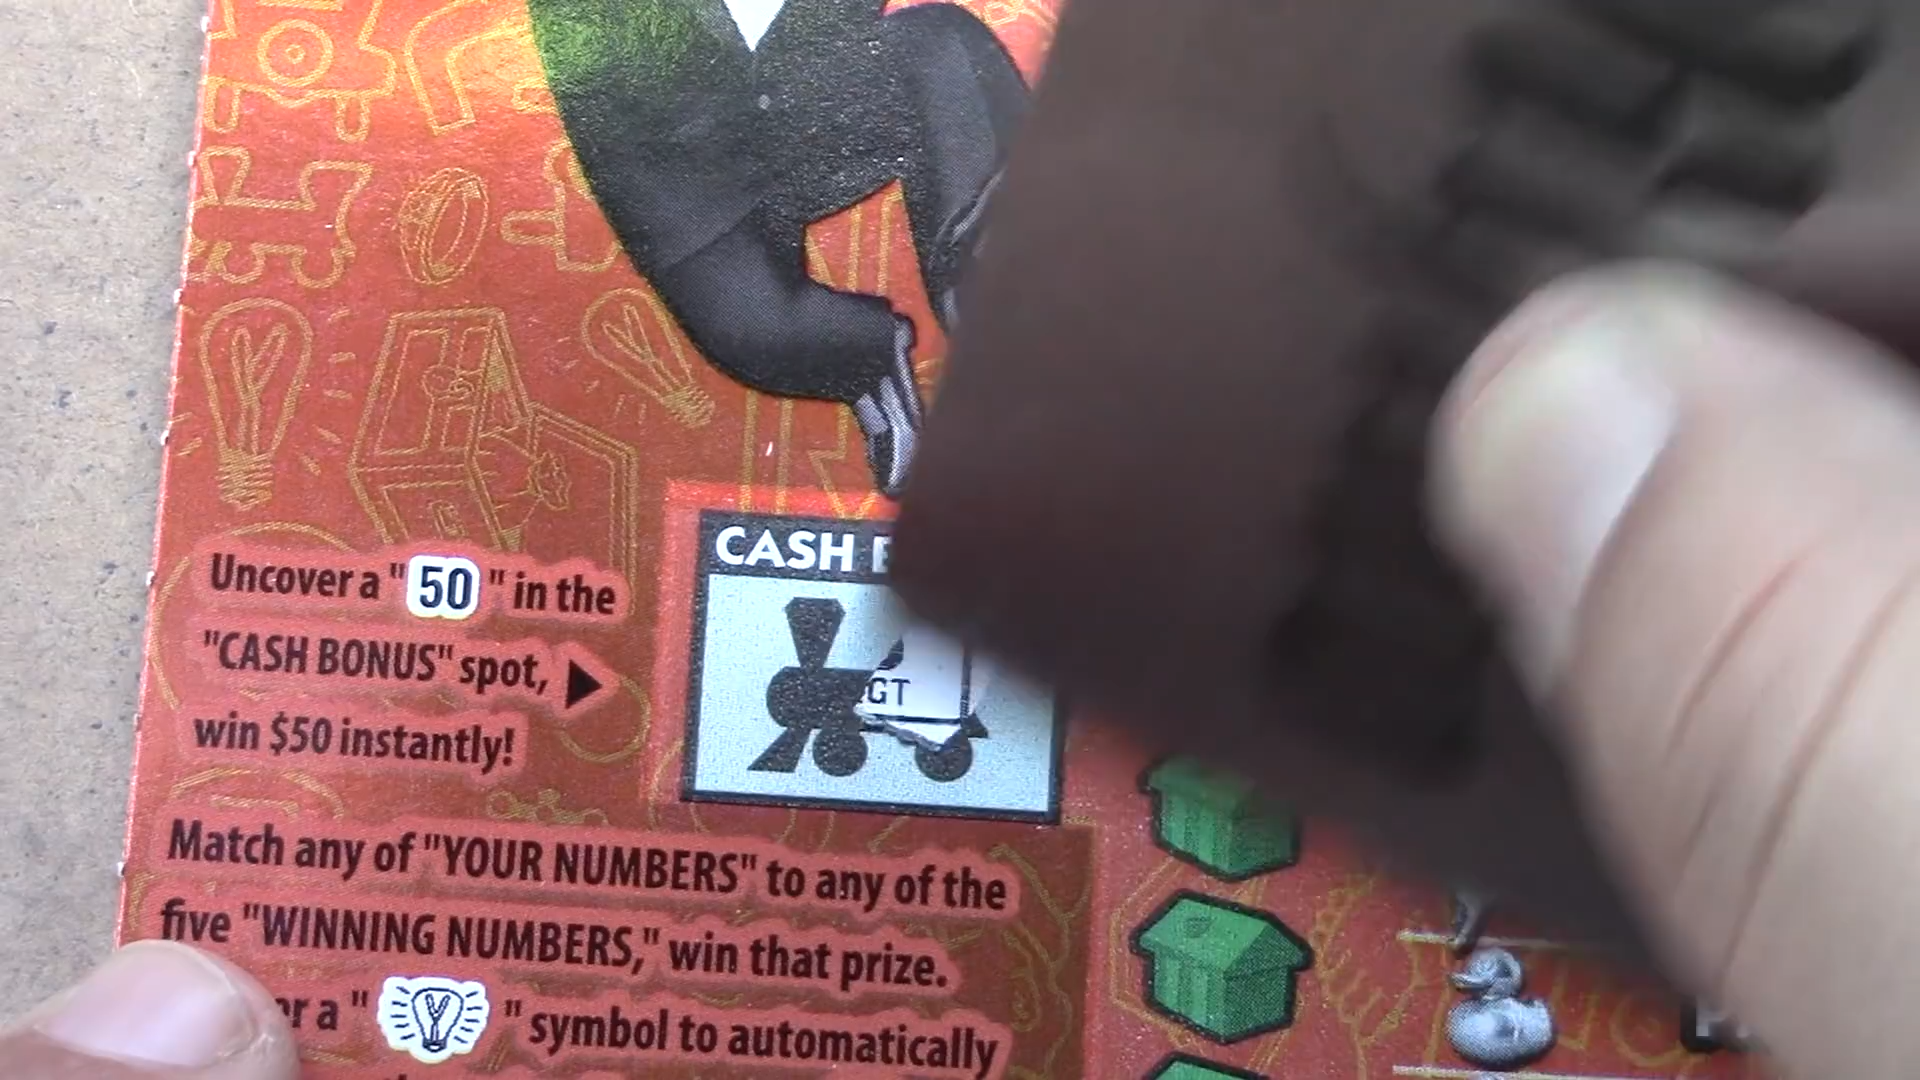 CASH
Uncover a "50" in the
"CASH BONUS" spot,
win $50 instantly!
GT
Match any of "YOUR NUMBERS" to any of the
five "WINNING NUMBERS," win that prize.
a " " symbol to automatically